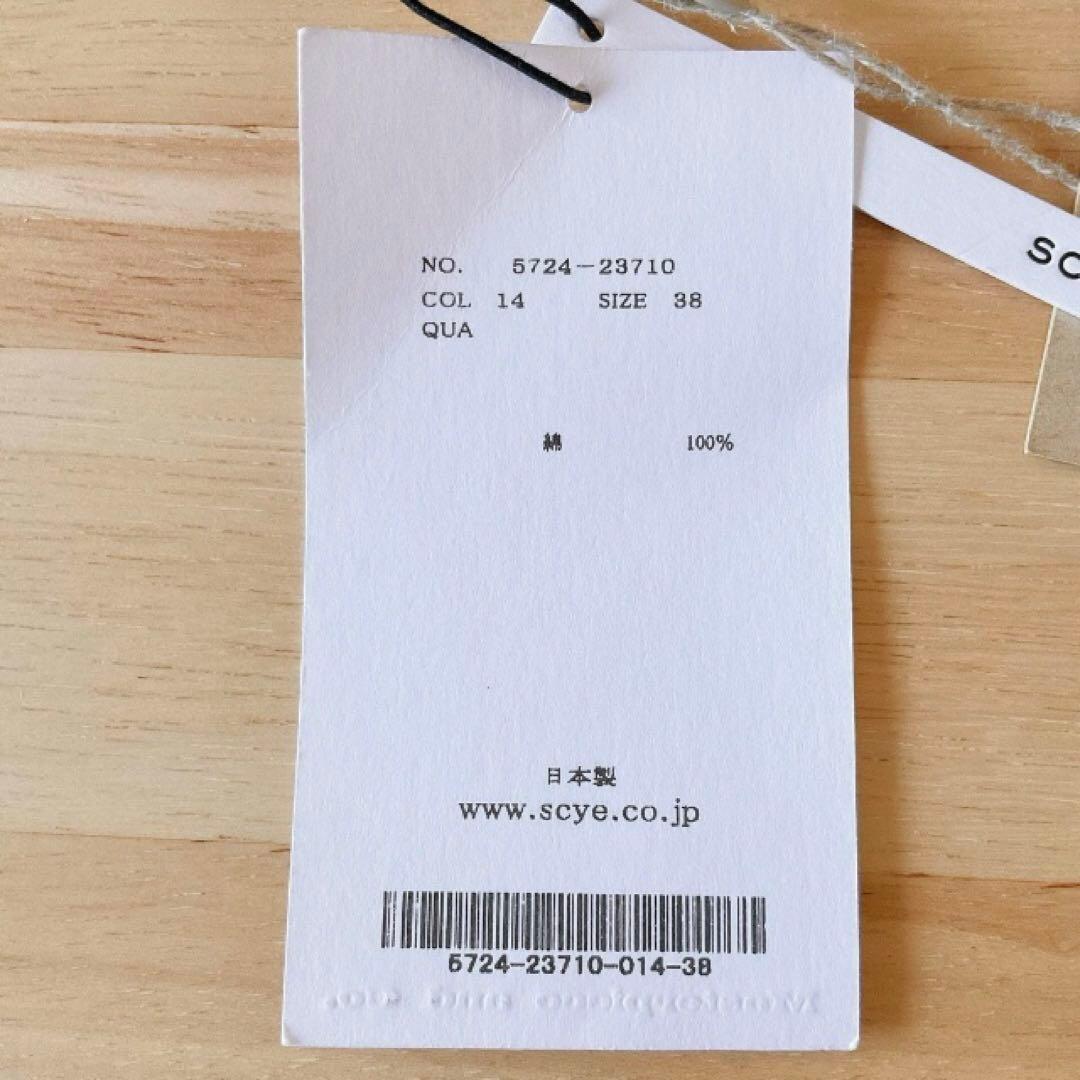 NO. 5724-23710
COL 14 SIZE 38
QUA
綿 100%
日本製
www.scye.co.jp
5724-23710-014-38
SC